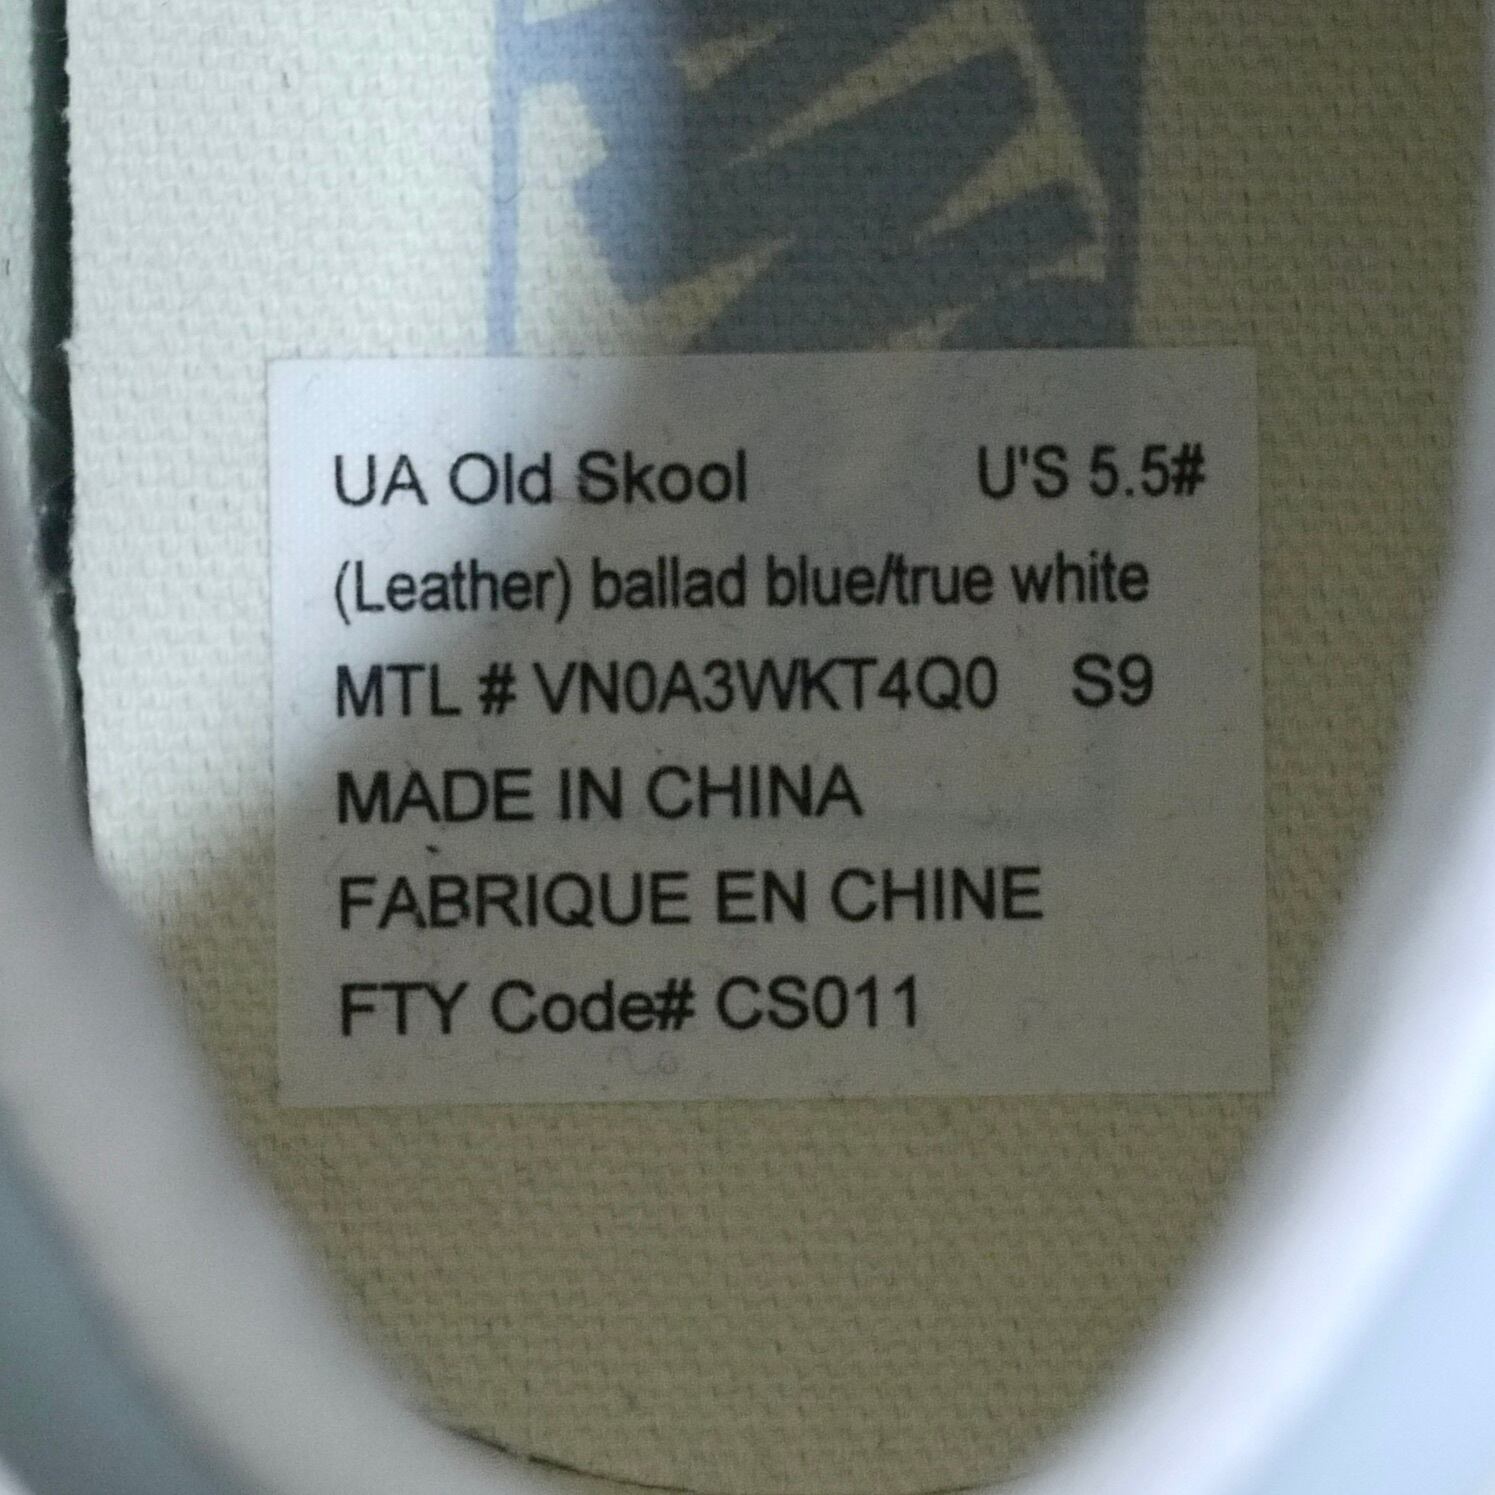 UA Old Skool U'S 5.5#
(Leather) ballad blue/true white
MTL # VN0A3WKT4Q0 S9
MADE IN CHINA
FABRIQUE EN CHINE
FTY Code# CS011